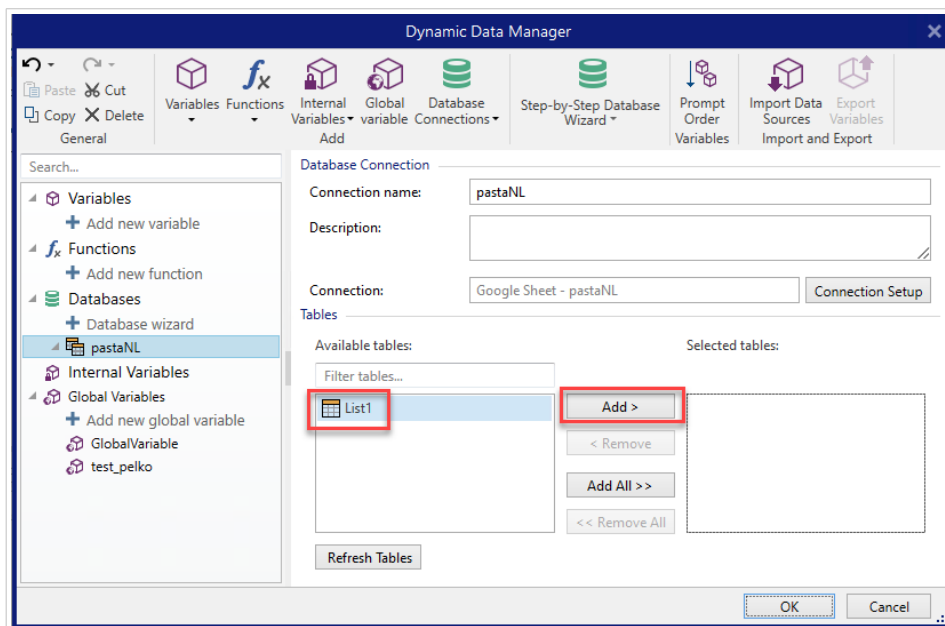 Dynamic Data Manager
Paste Cut
Copy Delete
General
Variables Functions
Internal Variables
Global variable
Database Connections
Add
Step-by-Step Database Wizard
Prompt Order
Variables
Import Data Sources
Export Variables
Import and Export
Search...
Variables
Add new variable
Functions
Add new function
Databases
Database wizard
pastaNL
Internal Variables
Global Variables
Add new global variable
GlobalVariable
test_pelko
Database Connection
Connection name: pastaNL
Description:
Connection: Google Sheet - pastaNL Connection Setup
Tables
Available tables: Selected tables:
Filter tables...
List1
Add >
< Remove
Add All >>
<< Remove All
Refresh Tables
OK Cancel